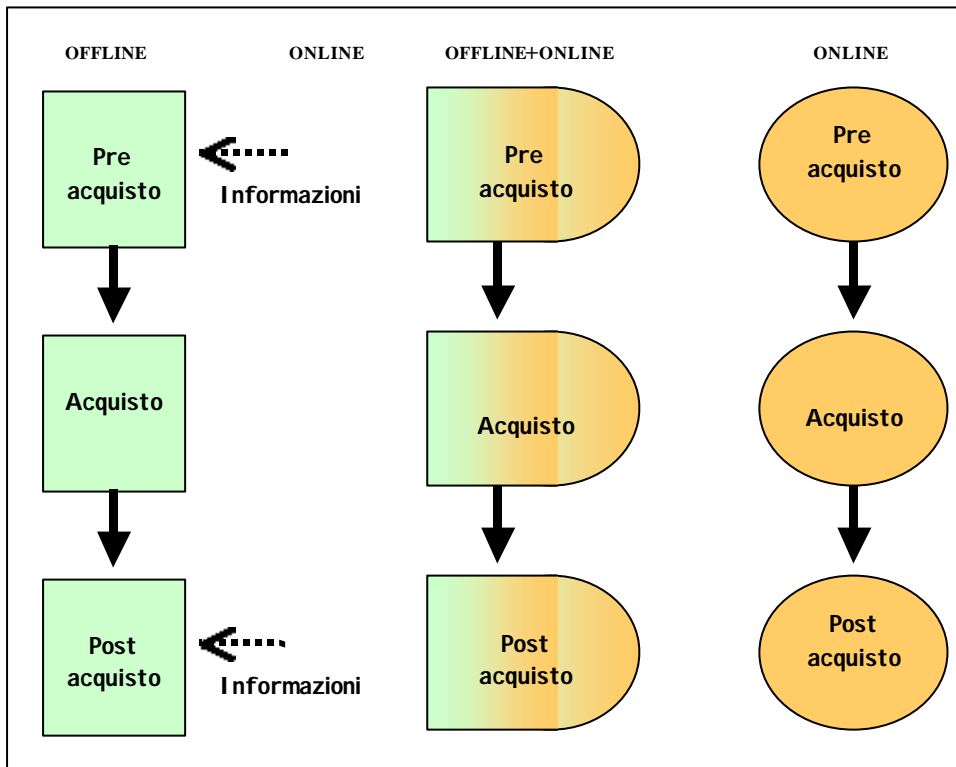 OFFLINE
ONLINE
OFFLINE+ONLINE
ONLINE
Pre
acquisto
Informazioni
Pre
acquisto
Pre
acquisto
Acquisto
Acquisto
Acquisto
Post
acquisto
Informazioni
Post
acquisto
Post
acquisto